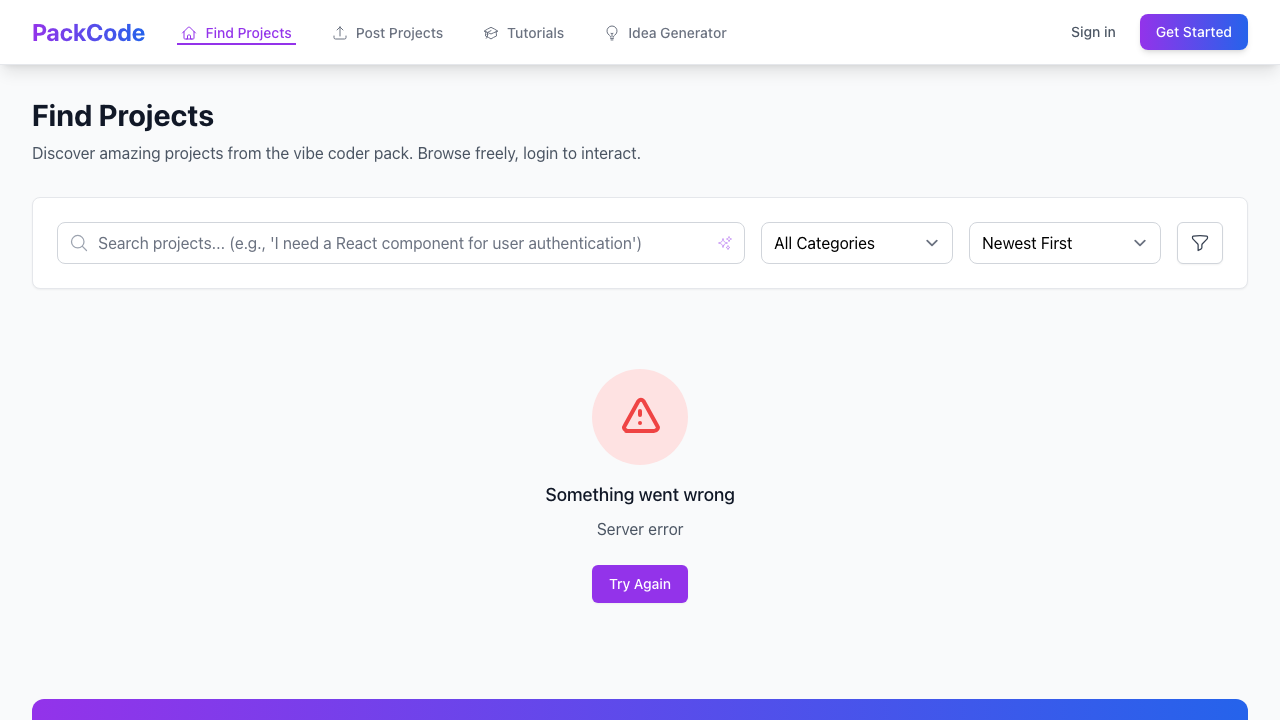 PackCode
Find Projects
Post Projects
Tutorials
Idea Generator
Sign in
Get Started
Find Projects
Discover amazing projects from the vibe coder pack. Browse freely, login to interact.
Search projects... (e.g., 'I need a React component for user authentication')
All Categories
Newest First
Something went wrong
Server error
Try Again